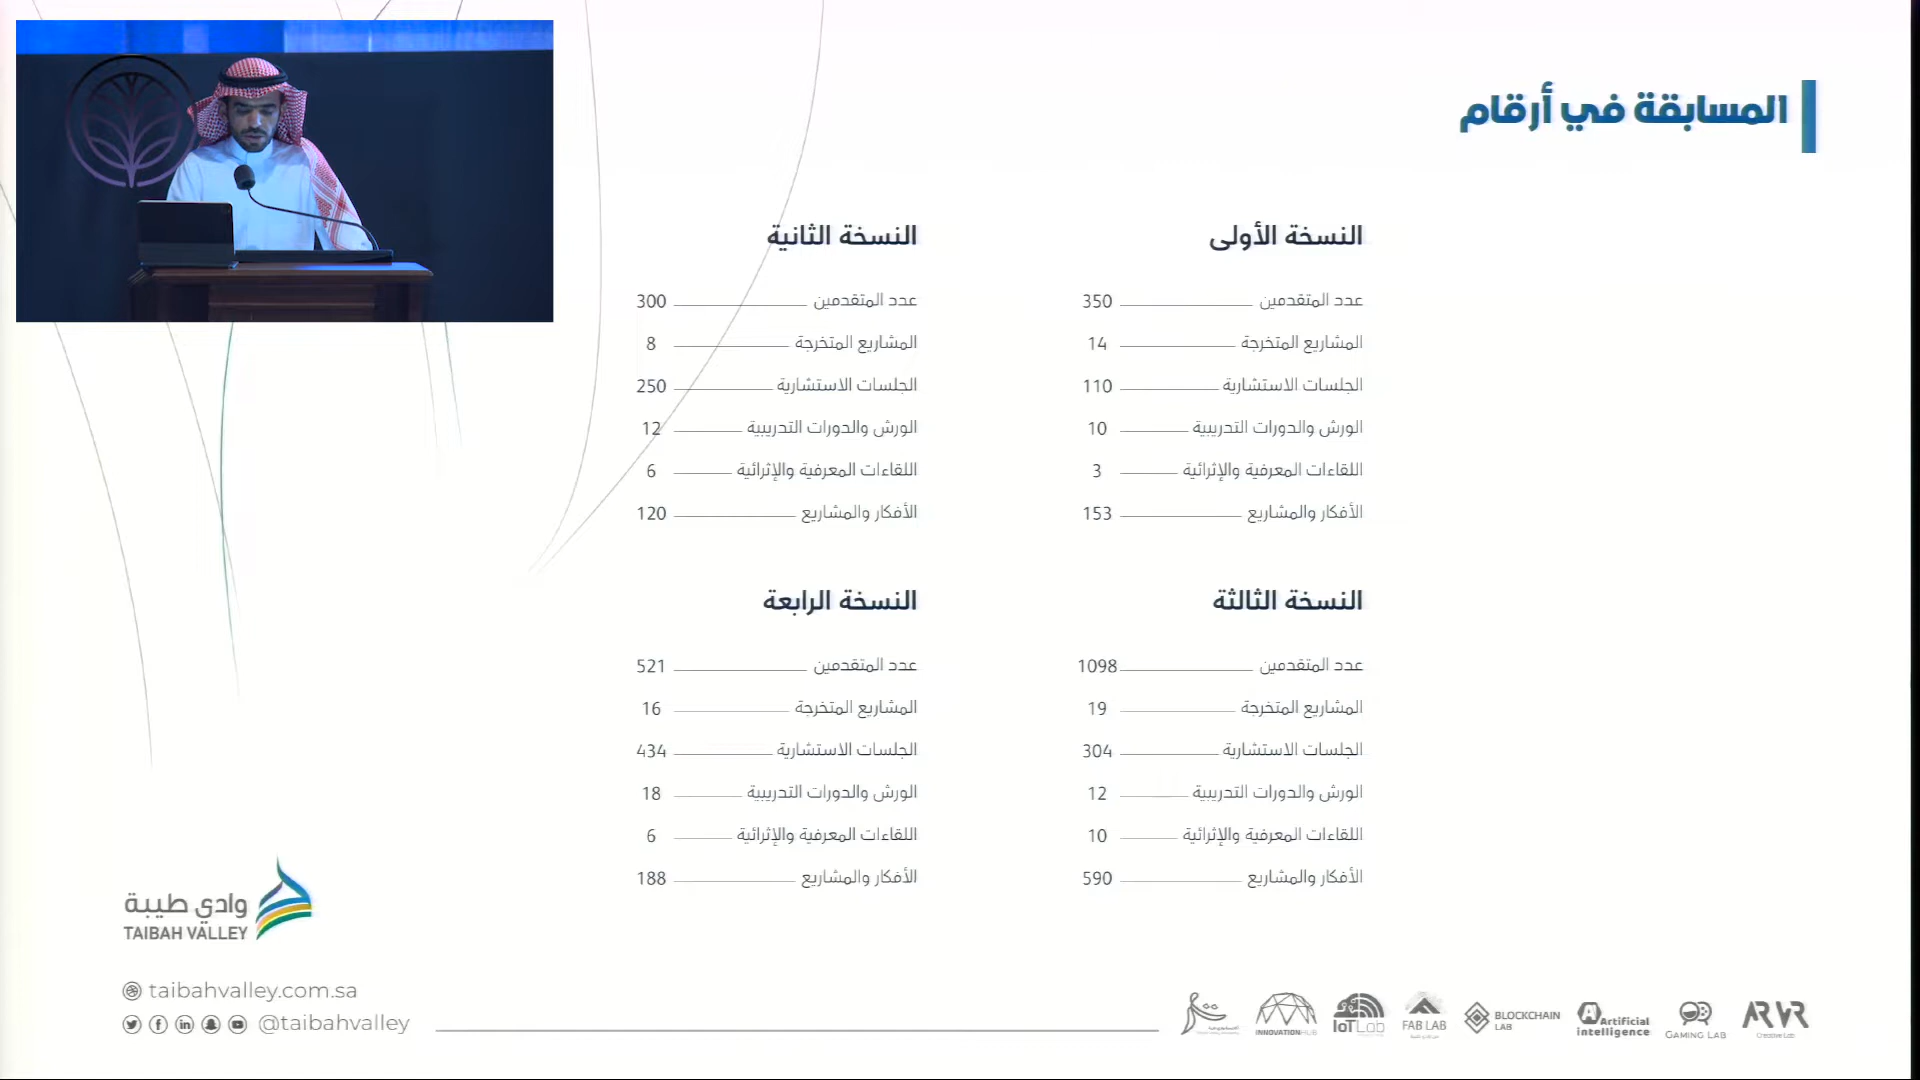 المسابقة في أرقام
النسخة الأولى
عدد المتقدمين 350
المشاريع المتخرجة 14
الجلسات الاستشارية 110
الورش والدورات التدريبية 10
اللقاءات المعرفية والإثرائية 3
الأفكار والمشاريع 153
النسخة الثانية
عدد المتقدمين 300
المشاريع المتخرجة 8
الجلسات الاستشارية 250
الورش والدورات التدريبية 12
اللقاءات المعرفية والإثرائية 6
الأفكار والمشاريع 120
النسخة الثالثة
عدد المتقدمين 1098
المشاريع المتخرجة 19
الجلسات الاستشارية 304
الورش والدورات التدريبية 12
اللقاءات المعرفية والإثرائية 10
الأفكار والمشاريع 590
النسخة الرابعة
عدد المتقدمين 521
المشاريع المتخرجة 16
الجلسات الاستشارية 434
الورش والدورات التدريبية 18
اللقاءات المعرفية والإثرائية 6
الأفكار والمشاريع 188
وادي طيبة
TAIBAH VALLEY
taibahvalley.com.sa
@taibahvalley
INNOVATION HUB
IoT Lab
FAB LAB
BLOCKCHAIN
LAB
Artificial
intelligence
GAMING LAB
ARVR
Creative Lab